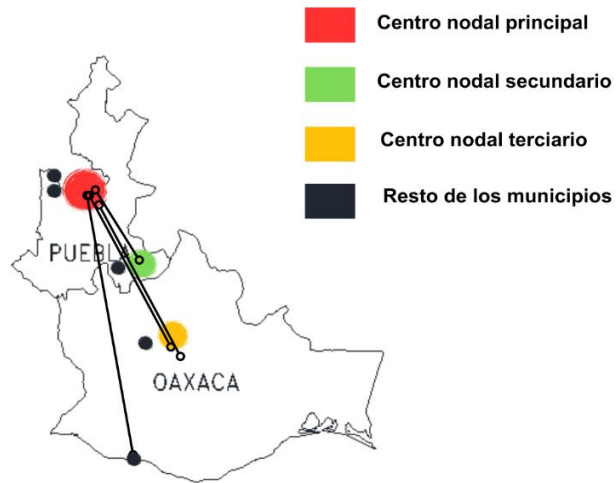 Centro nodal principal
Centro nodal secundario
Centro nodal terciario
Resto de los municipios
PUEBLA
OAXACA